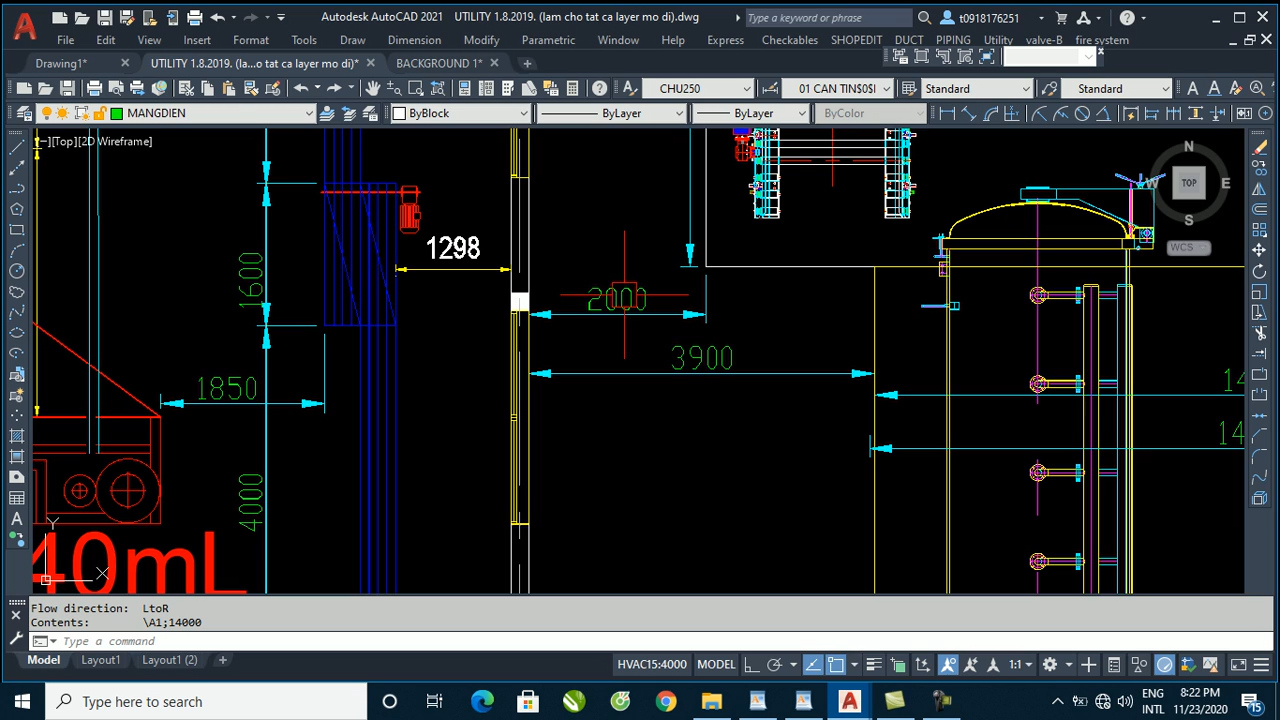 Autodesk AutoCAD 2021 UTILITY 1.8.2019. (lam cho tat ca layer mo di).dwg
Type a keyword or phrase
t0918176251
File Edit View Insert Format Tools Draw Dimension Modify Parametric Window Help Express Checkables SHOPEDIT DUCT PIPING Utility valve-B fire system
Drawing1*
UTILITY 1.8.2019. (la...o tat ca layer mo di)*
BACKGROUND 1*
CHU250
01 CAN TIN$0$I
Standard
Standard
MANGDIEN
ByBlock
ByLayer
ByLayer
ByColor
−][Top][2D Wireframe]
N
W
TOP
E
S
WCS
1298
1600
2000
3900
1850
14
14
4000
40mL
Y
X
Flow direction: LtoR
Contents: \A1;14000
Type a command
Model Layout1 Layout1 (2)
HVAC15:4000 MODEL
1:1
Type here to search
ENG
INTL
8:22 PM
11/23/2020
15